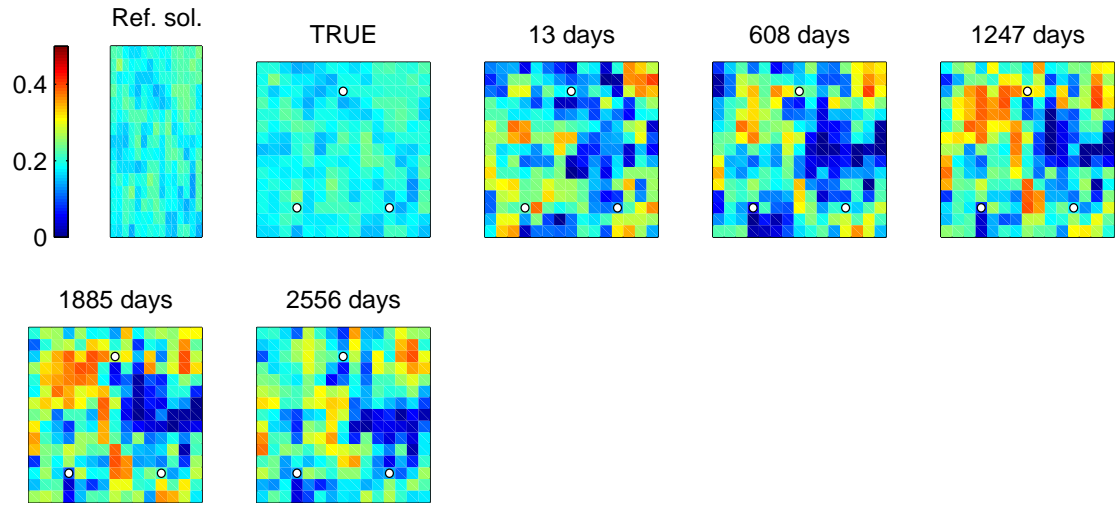 Ref. sol.
TRUE
13 days
608 days
1247 days
0.4
0.2
0
1885 days
2556 days